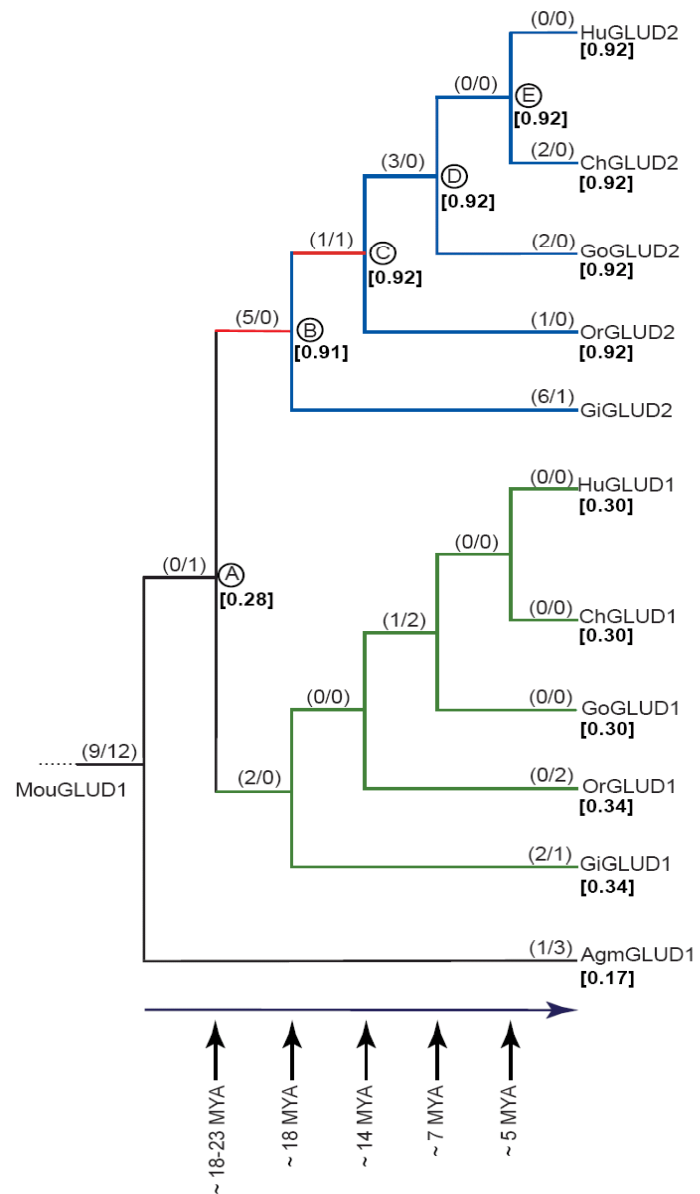 (0/0)
HuGLUD2
[0.92]
(0/0)
E
[0.92]
(2/0)
ChGLUD2
[0.92]
(3/0)
D
[0.92]
(2/0)
GoGLUD2
[0.92]
(1/1)
C
[0.92]
(1/0)
OrGLUD2
[0.92]
(5/0)
B
[0.91]
(6/1)
GiGLUD2
(0/0)
HuGLUD1
[0.30]
(0/0)
(0/1)
A
[0.28]
(0/0)
ChGLUD1
[0.30]
(1/2)
(0/0)
GoGLUD1
[0.30]
(0/0)
(9/12)
MouGLUD1
(2/0)
(0/2)
OrGLUD1
[0.34]
(2/1)
GiGLUD1
[0.34]
(1/3)
AgmGLUD1
[0.17]
~ 18-23 MYA
~ 18 MYA
~ 14 MYA
~ 7 MYA
~ 5 MYA